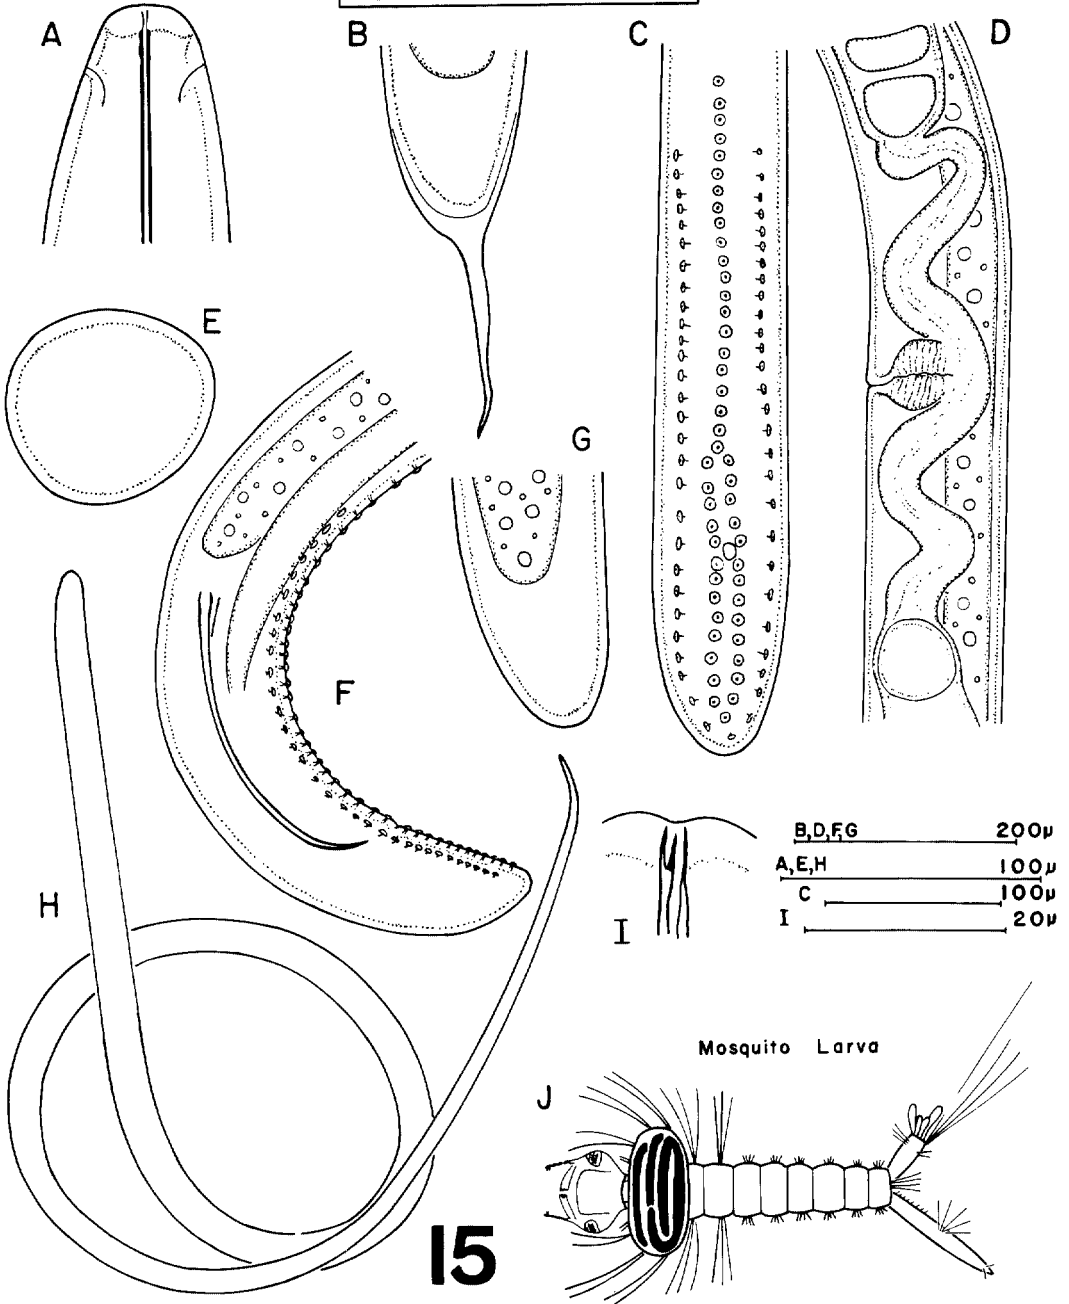 A
B
C
D
E
G
F
H
I
B,D,F,G 200µ
A,E,H 100µ
C 100µ
I 20µ
Mosquito Larva
J
15